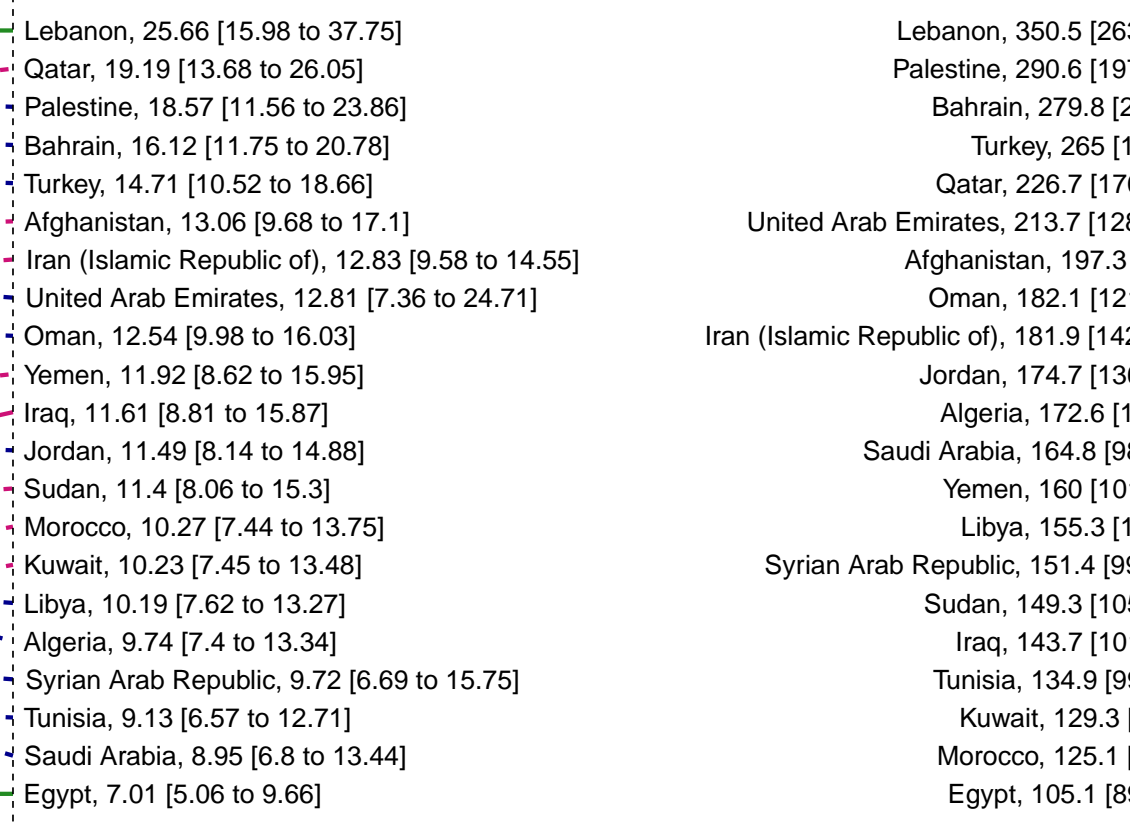 Lebanon, 25.66 [15.98 to 37.75]
Qatar, 19.19 [13.68 to 26.05]
Palestine, 18.57 [11.56 to 23.86]
Bahrain, 16.12 [11.75 to 20.78]
Turkey, 14.71 [10.52 to 18.66]
Afghanistan, 13.06 [9.68 to 17.1]
Iran (Islamic Republic of), 12.83 [9.58 to 14.55]
United Arab Emirates, 12.81 [7.36 to 24.71]
Oman, 12.54 [9.98 to 16.03]
Yemen, 11.92 [8.62 to 15.95]
Iraq, 11.61 [8.81 to 15.87]
Jordan, 11.49 [8.14 to 14.88]
Sudan, 11.4 [8.06 to 15.3]
Morocco, 10.27 [7.44 to 13.75]
Kuwait, 10.23 [7.45 to 13.48]
Libya, 10.19 [7.62 to 13.27]
Algeria, 9.74 [7.4 to 13.34]
Syrian Arab Republic, 9.72 [6.69 to 15.75]
Tunisia, 9.13 [6.57 to 12.71]
Saudi Arabia, 8.95 [6.8 to 13.44]
Egypt, 7.01 [5.06 to 9.66]
Lebanon, 350.5
Palestine, 290.6
Bahrain, 279.8
Turkey, 265
Qatar, 226.7
United Arab Emirates, 213.7
Afghanistan, 197.3
Oman, 182.1
Iran (Islamic Republic of), 181.9
Jordan, 174.7
Algeria, 172.6
Saudi Arabia, 164.8
Yemen, 160
Libya, 155.3
Syrian Arab Republic, 151.4
Sudan, 149.3
Iraq, 143.7
Tunisia, 134.9
Kuwait, 129.3
Morocco, 125.1
Egypt, 105.1